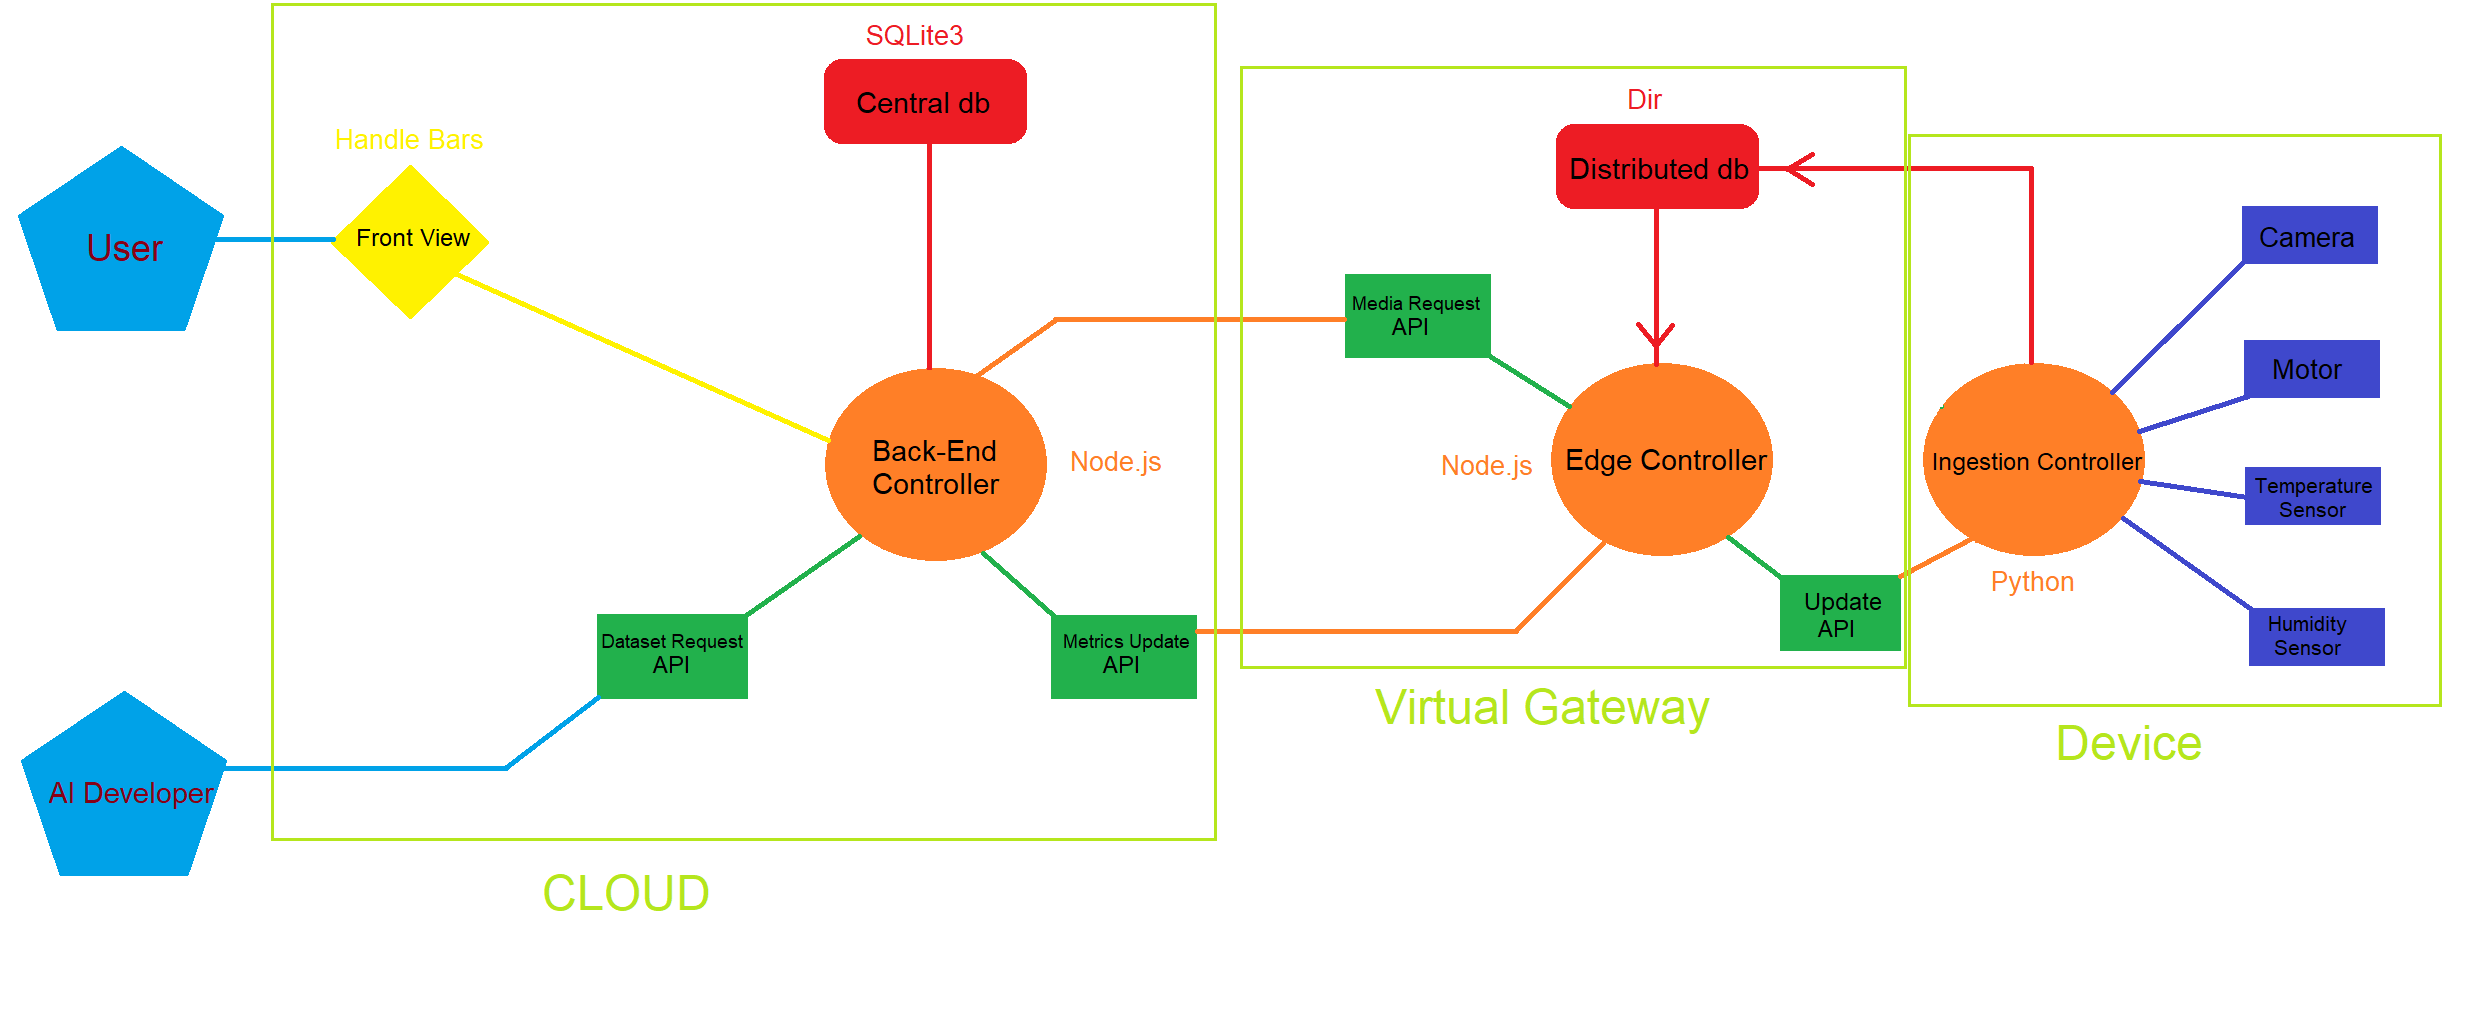 SQLite3
Central db
Handle Bars
Front View
User
Back-End
Controller
Node.js
Dataset Request
API
Metrics Update
API
AI Developer
CLOUD
Dir
Distributed db
Media Request
API
Node.js
Edge Controller
Update
API
Virtual Gateway
Ingestion Controller
Python
Camera
Motor
Temperature
Sensor
Humidity
Sensor
Device